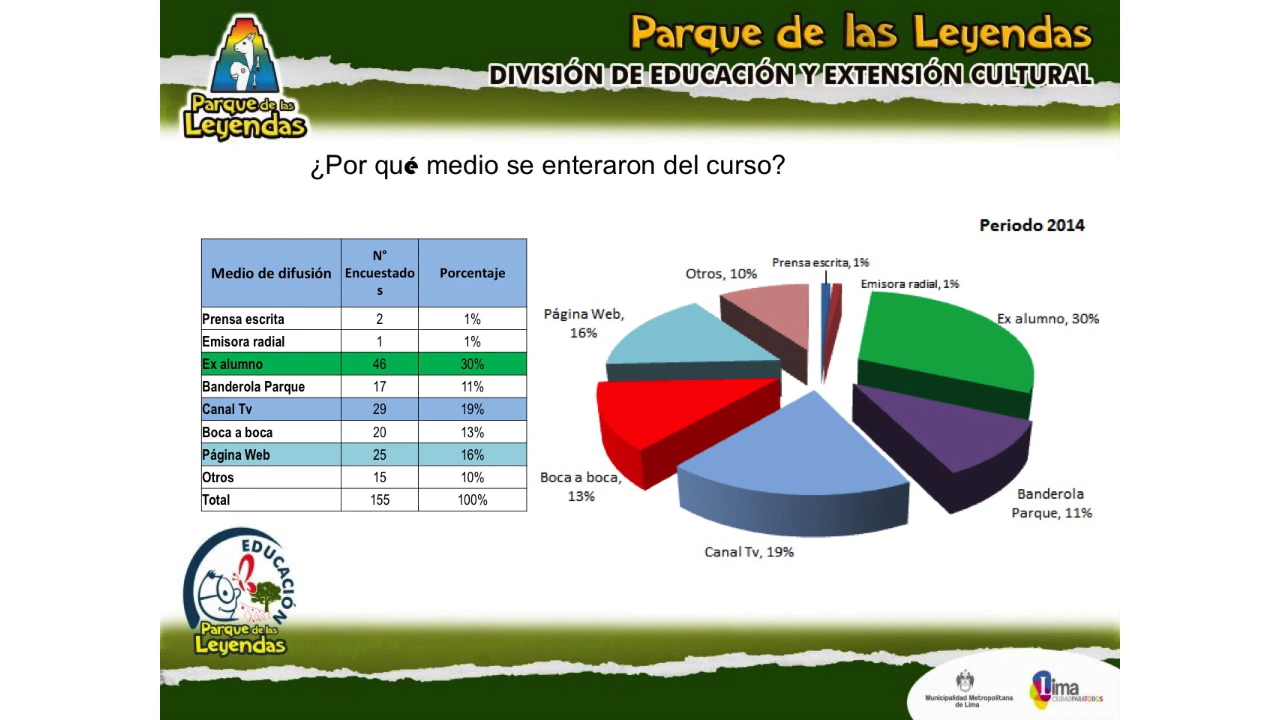 Parque de las Leyendas
DIVISIÓN DE EDUCACIÓN Y EXTENSIÓN CULTURAL
Parque de las
Leyendas
¿Por qué medio se enteraron del curso?
Periodo 2014
Medio de difusión N° Encuestados Porcentaje
Prensa escrita 2 1%
Emisora radial 1 1%
Ex alumno 46 30%
Banderola Parque 17 11%
Canal Tv 29 19%
Boca a boca 20 13%
Página Web 25 16%
Otros 15 10%
Total 155 100%
Prensa escrita, 1%
Otros, 10%
Emisora radial, 1%
Página Web,
16%
Ex alumno, 30%
Boca a boca,
13%
Banderola
Parque, 11%
Canal Tv, 19%
EDUCACIÓN
Parque de las
Leyendas
Municipalidad Metropolitana
de Lima
Lima
CIUDAD PARA TODOS